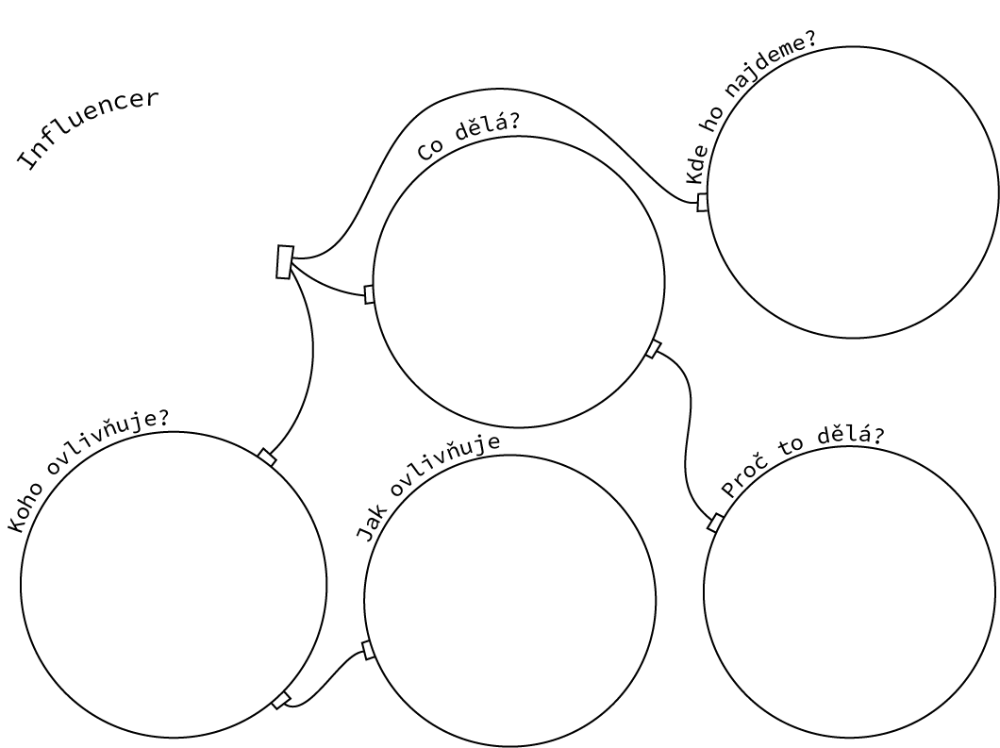 Influencer
Co dělá?
Kde ho najdeme?
Koho ovlivňuje?
Jak ovlivňuje
Proč to dělá?